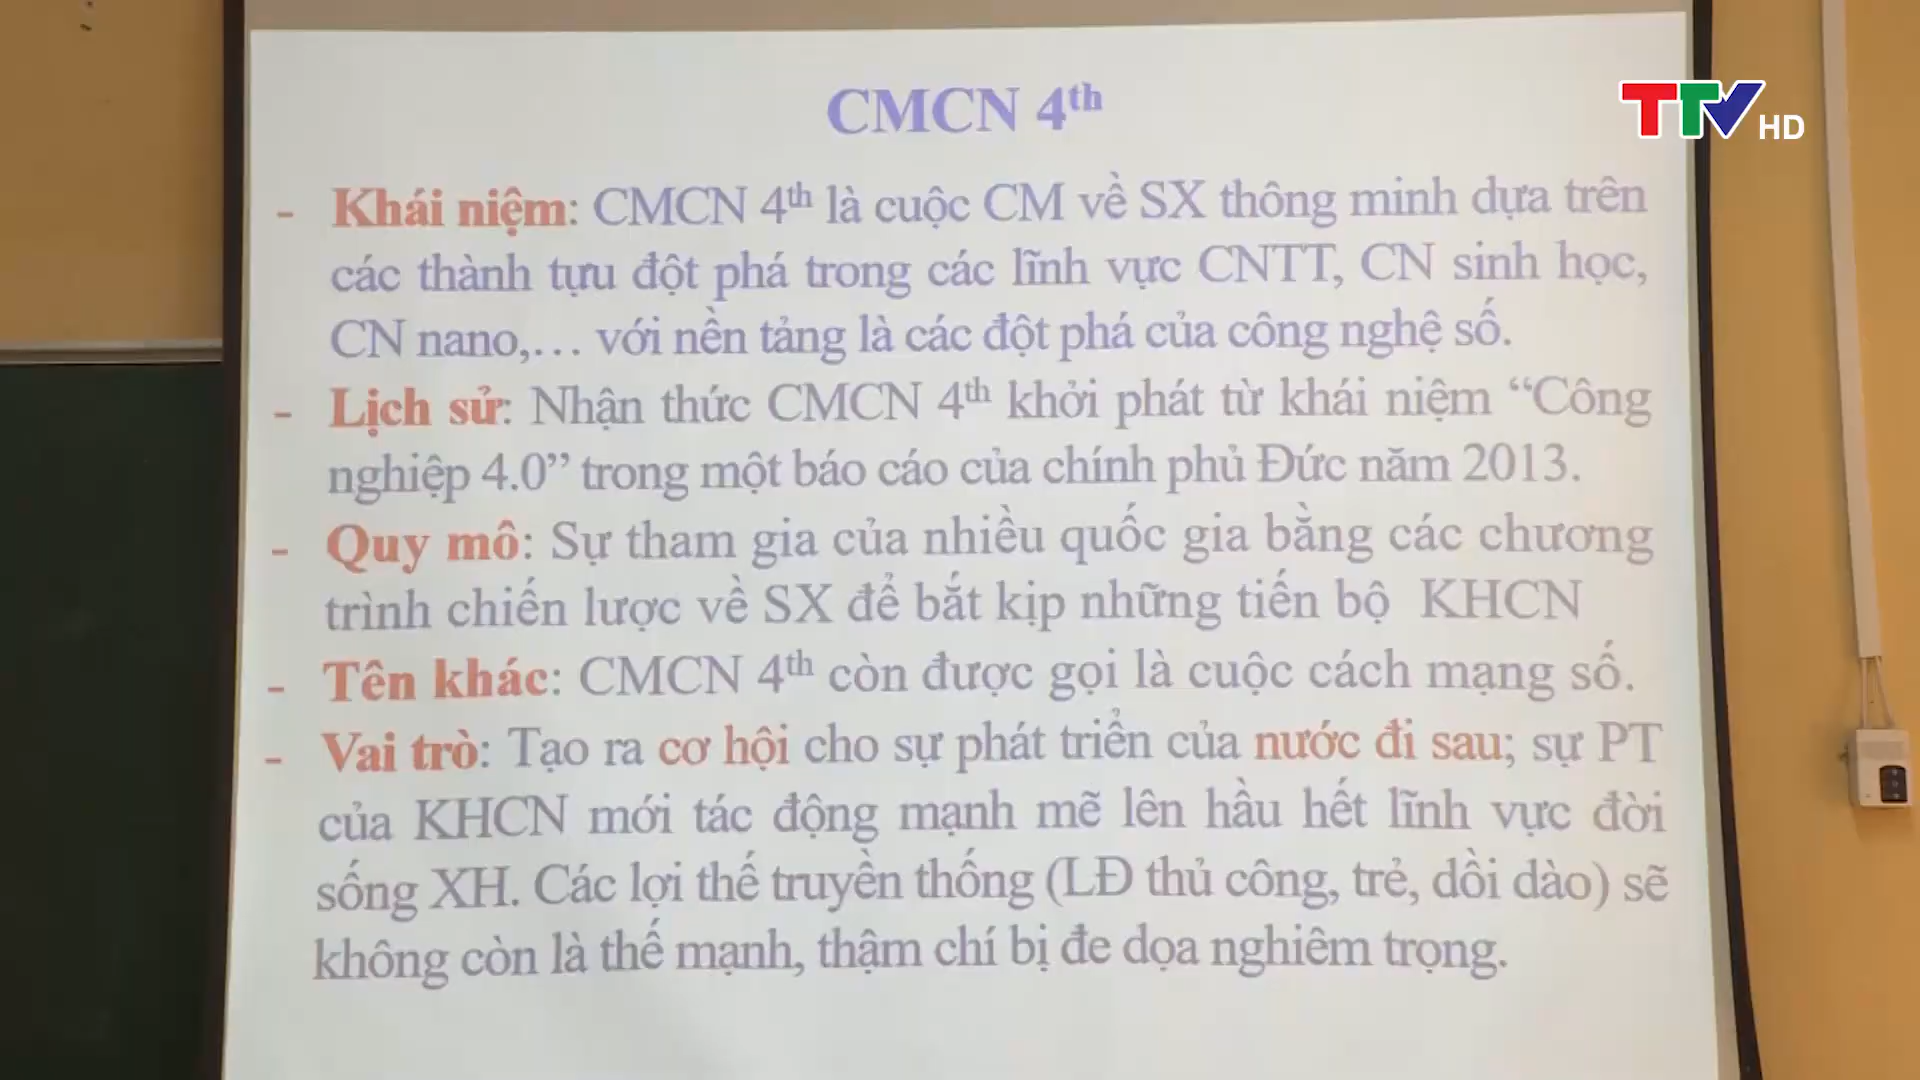 CMCN 4th
TTV HD
- Khái niệm: CMCN 4th là cuộc CM về SX thông minh dựa trên
các thành tựu đột phá trong các lĩnh vực CNTT, CN sinh học,
CN nano,… với nền tảng là các đột phá của công nghệ số.
- Lịch sử: Nhận thức CMCN 4th khởi phát từ khái niệm “Công
nghiệp 4.0” trong một báo cáo của chính phủ Đức năm 2013.
- Quy mô: Sự tham gia của nhiều quốc gia bằng các chương
trình chiến lược về SX để bắt kịp những tiến bộ KHCN
- Tên khác: CMCN 4th còn được gọi là cuộc cách mạng số.
- Vai trò: Tạo ra cơ hội cho sự phát triển của nước đi sau; sự PT
của KHCN mới tác động mạnh mẽ lên hầu hết lĩnh vực đời
sống XH. Các lợi thế truyền thống (LĐ thủ công, trẻ, dồi dào) sẽ
không còn là thế mạnh, thậm chí bị đe dọa nghiêm trọng.